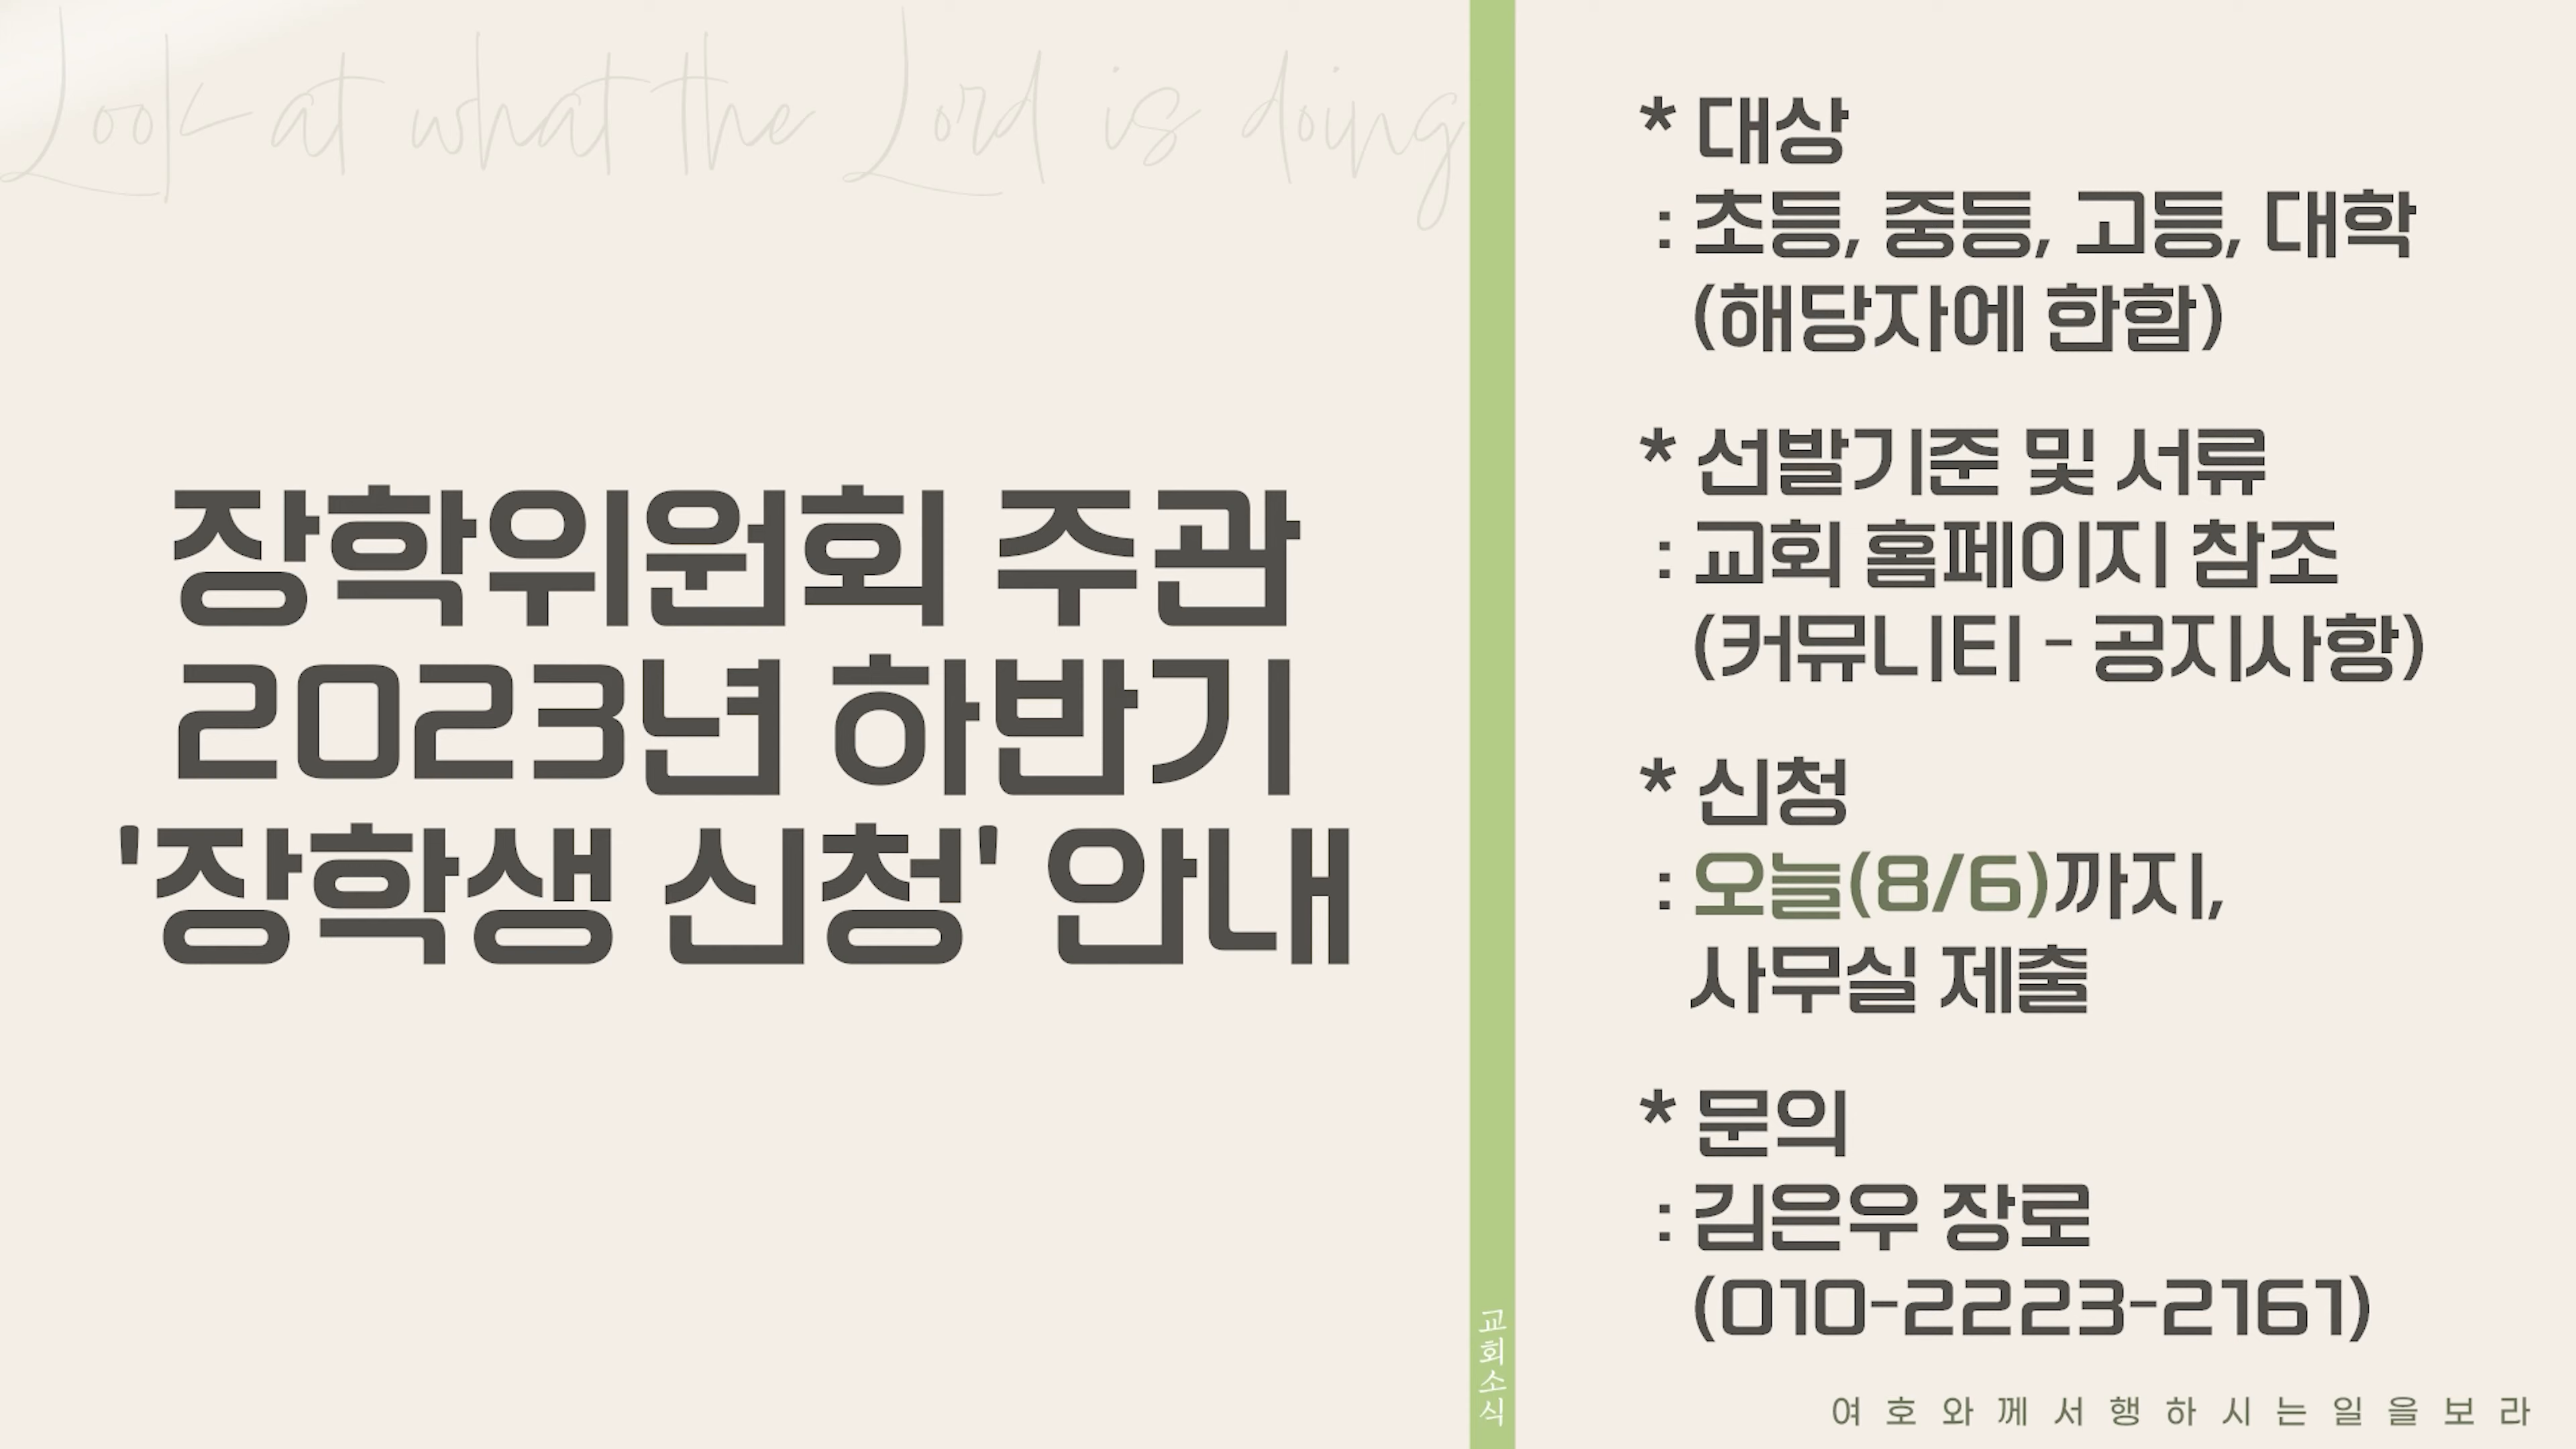 Look at what the Lord is doing
장학위원회 주관
2023년 하반기
'장학생 신청' 안내
* 대상
: 초등, 중등, 고등, 대학
(해당자에 한함)
* 선발기준 및 서류
: 교회 홈페이지 참조
(커뮤니티 - 공지사항)
* 신청
: 오늘(8/6)까지,
사무실 제출
* 문의
: 김은우 장로
(010-2223-2161)
교회소식
여호와께서행하시는일을보라